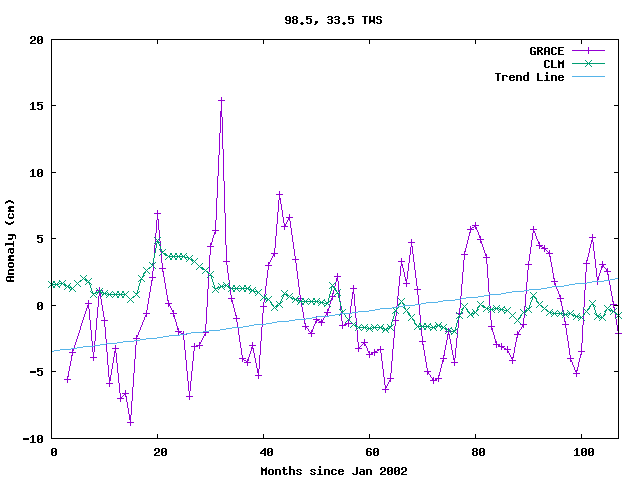 98.5, 33.5 TWS
GRACE
CLM
Trend Line
20
15
10
5
0
-5
-10
Anomaly (cm)
0 20 40 60 80 100
Months since Jan 2002